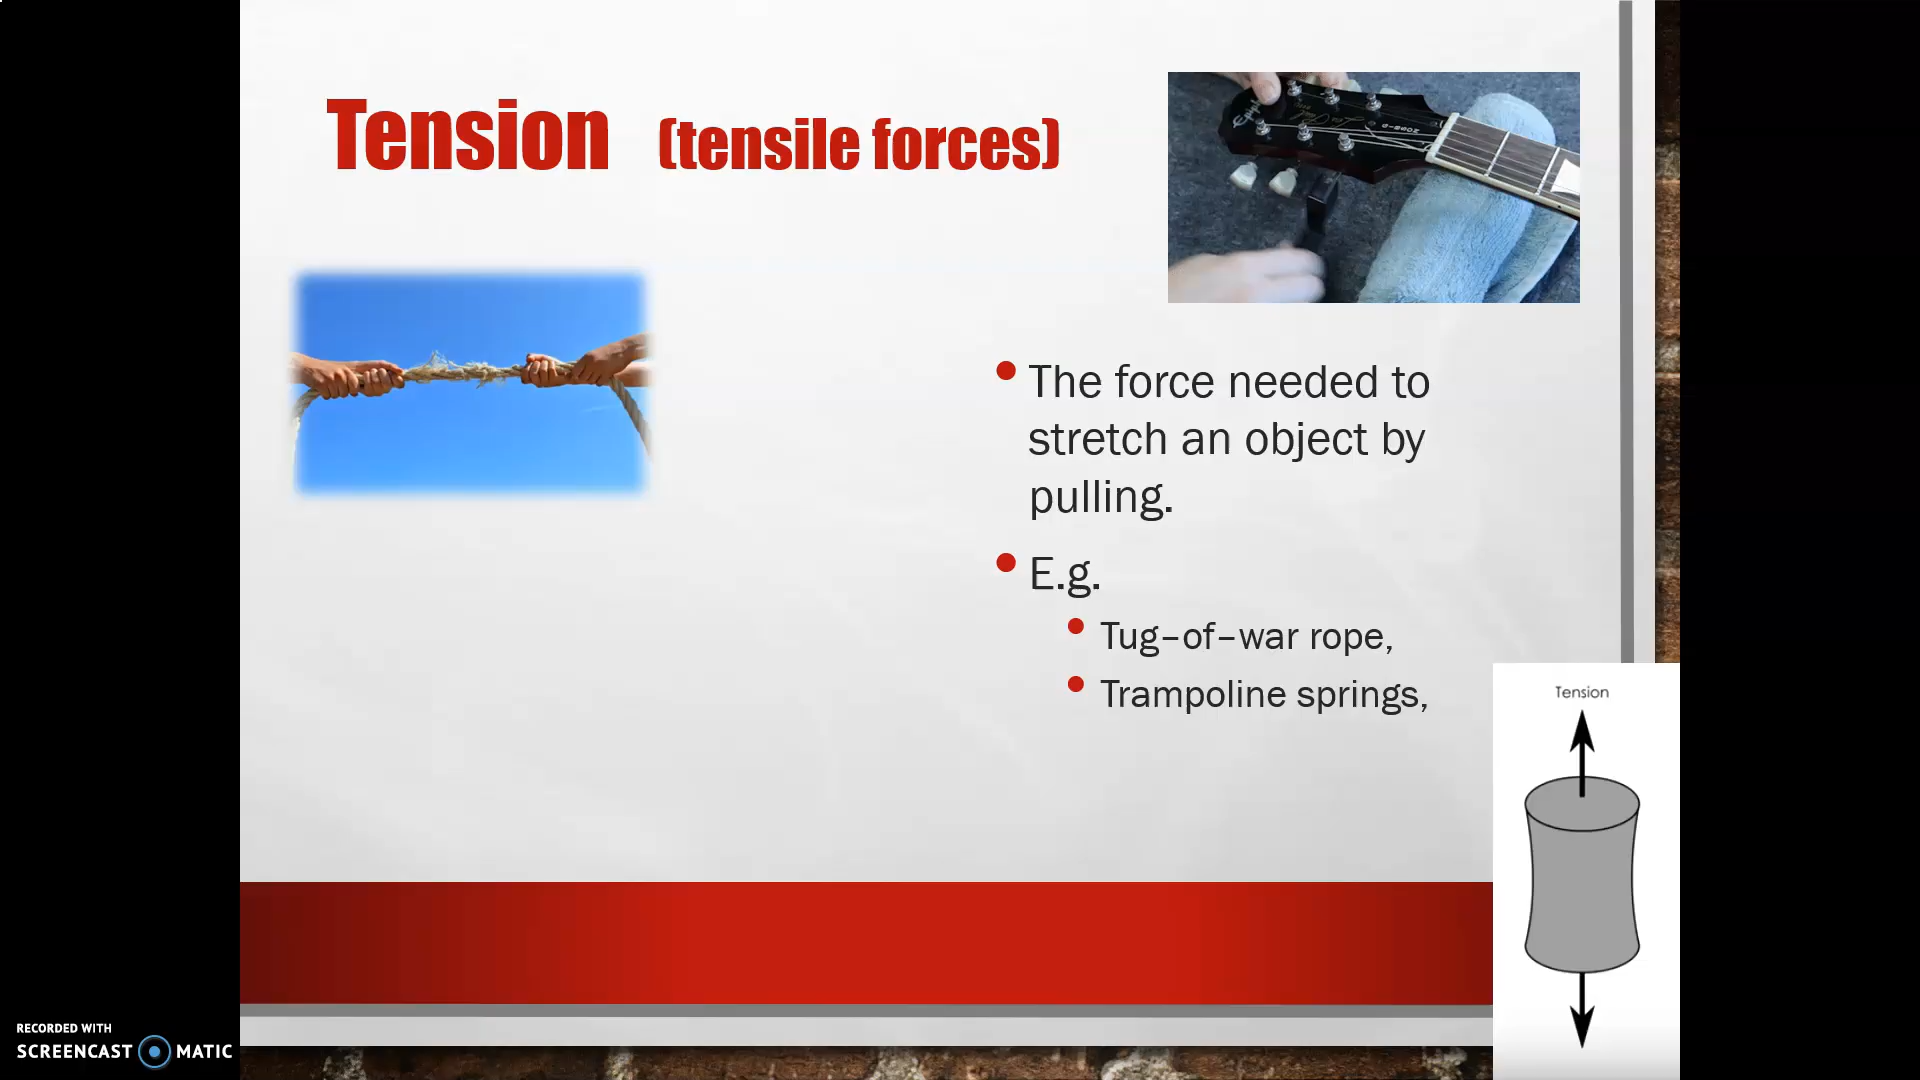 Tension (tensile forces)
The force needed to
stretch an object by
pulling.
E.g.
Tug–of–war rope,
Trampoline springs,
Tension
RECORDED WITH
SCREENCAST MATIC